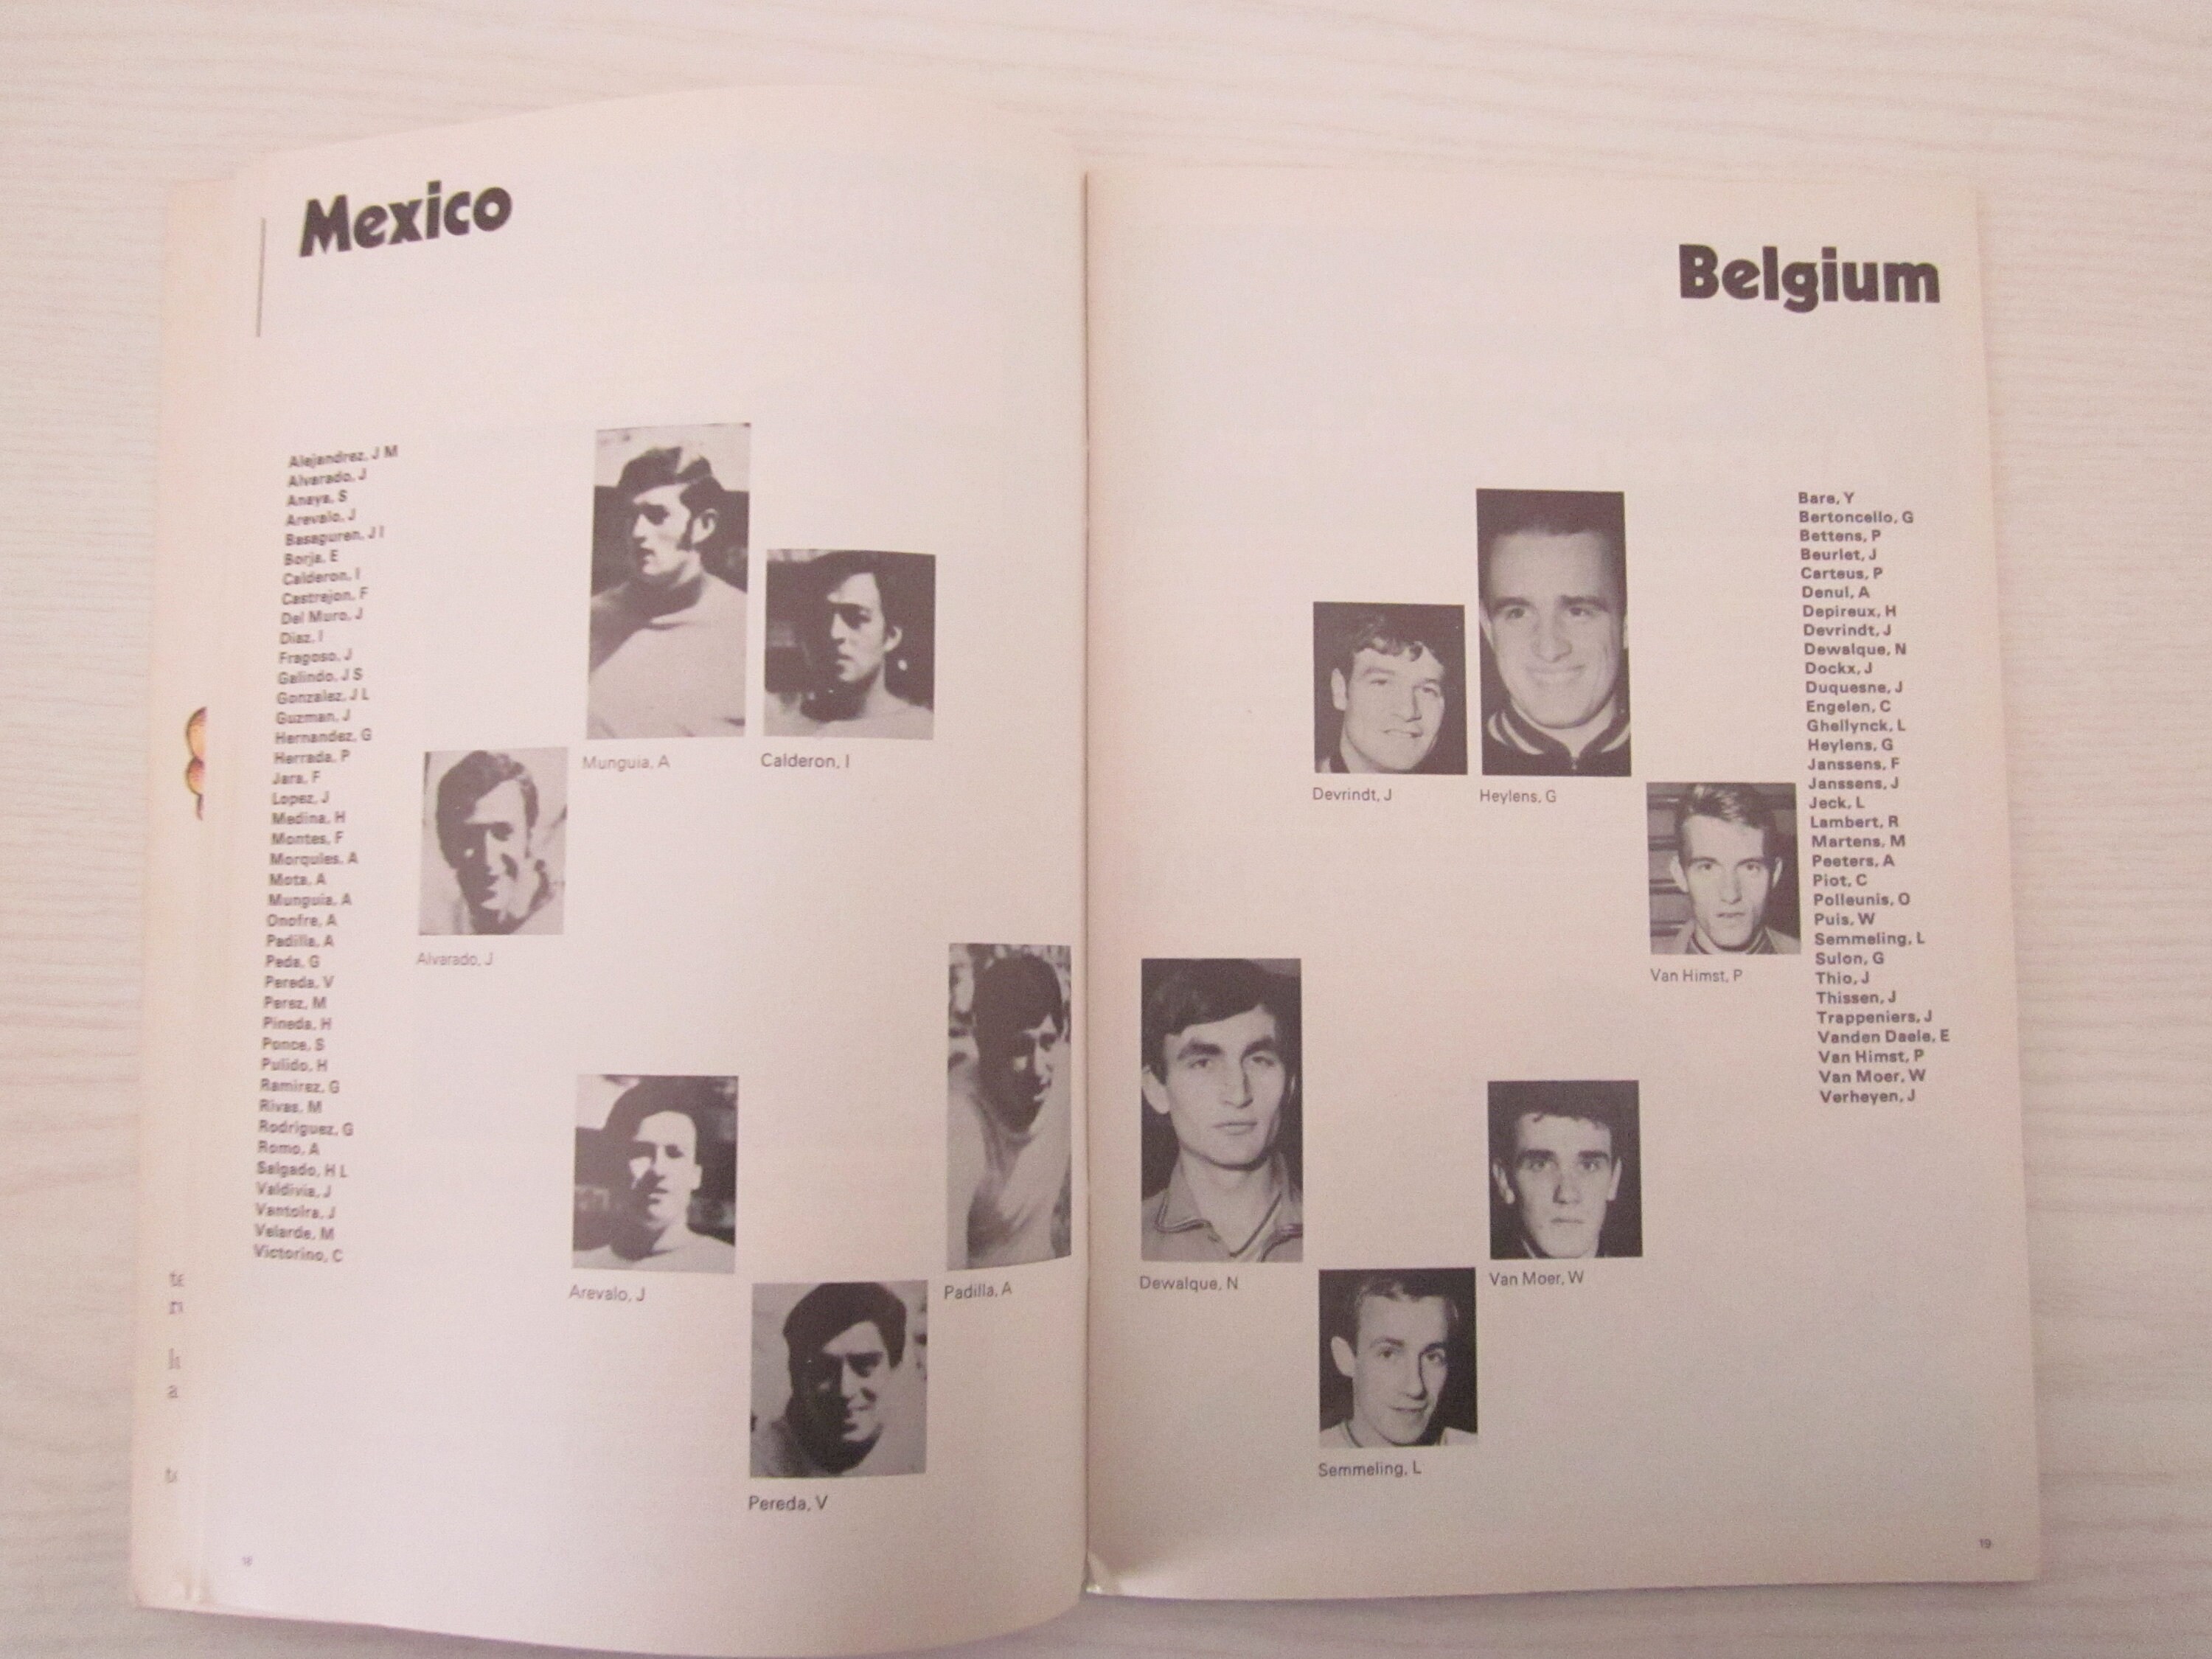 Mexico
Alejandrez, J M
Alvarado, J
Anaya, S
Arevalo, J
Basaguren, J I
Borja, E
Calderon, I
Castrejon, F
Del Muro, J
Diaz, I
Fragoso, J
Galindo, J S
Gonzalez, J L
Guzman, J
Hernandez, G
Herrada, P
Jara, F
Lopez, J
Medina, H
Montes, F
Morquies, A
Mota, A
Munguia, A
Onofre, A
Padilla, A
Peda, G
Pereda, V
Perez, M
Pineda, H
Ponce, S
Pulido, H
Ramirez, G
Rivas, M
Rodriguez, G
Romo, A
Salgado, H L
Valdivia, J
Vantolra, J
Velarde, M
Victorino, C
Munguia, A
Calderon, I
Alvarado, J
Arevalo, J
Padilla, A
Pereda, V
18
Belgium
Devrindt, J
Heylens, G
Van Himst, P
Dewalque, N
Van Moer, W
Semmeling, L
Bare, Y
Bertoncello, G
Bettens, P
Beurlet, J
Carteus, P
Denul, A
Depireux, H
Devrindt, J
Dewalque, N
Dockx, J
Duquesne, J
Engelen, C
Ghellynck, L
Heylens, G
Janssens, F
Janssens, J
Jeck, L
Lambert, R
Martens, M
Peeters, A
Piot, C
Polleunis, O
Puis, W
Semmeling, L
Sulon, G
Thio, J
Thissen, J
Trappeniers, J
Vanden Daele, E
Van Himst, P
Van Moer, W
Verheyen, J
19